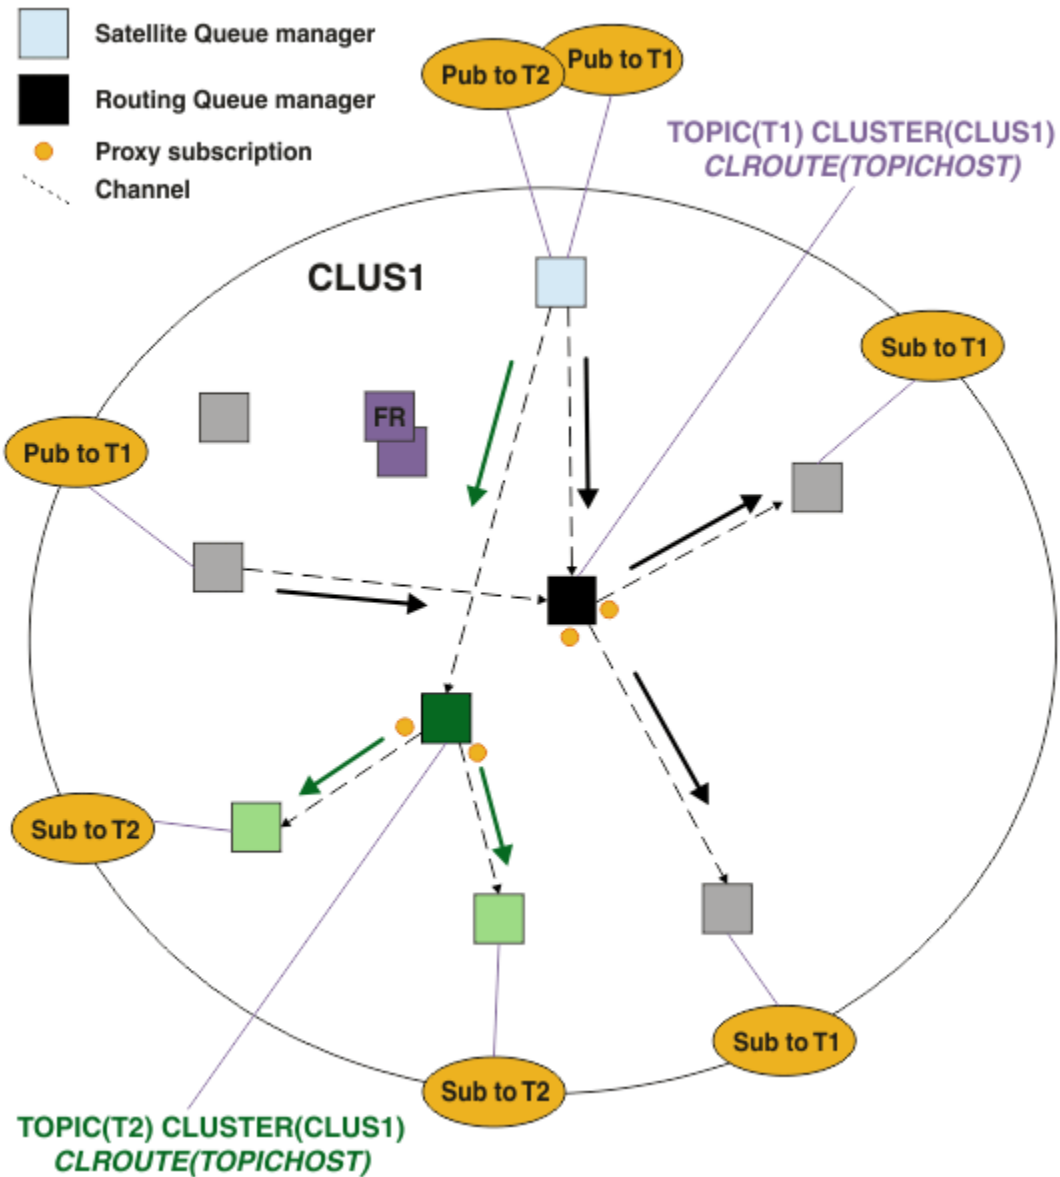 Satellite Queue manager
Routing Queue manager
Proxy subscription
Channel
Pub to T2
Pub to T1
TOPIC(T1) CLUSTER(CLUS1)
CLROUTE(TOPICHOST)
CLUS1
Sub to T1
FR
Pub to T1
Sub to T2
Sub to T1
Sub to T2
TOPIC(T2) CLUSTER(CLUS1)
CLROUTE(TOPICHOST)